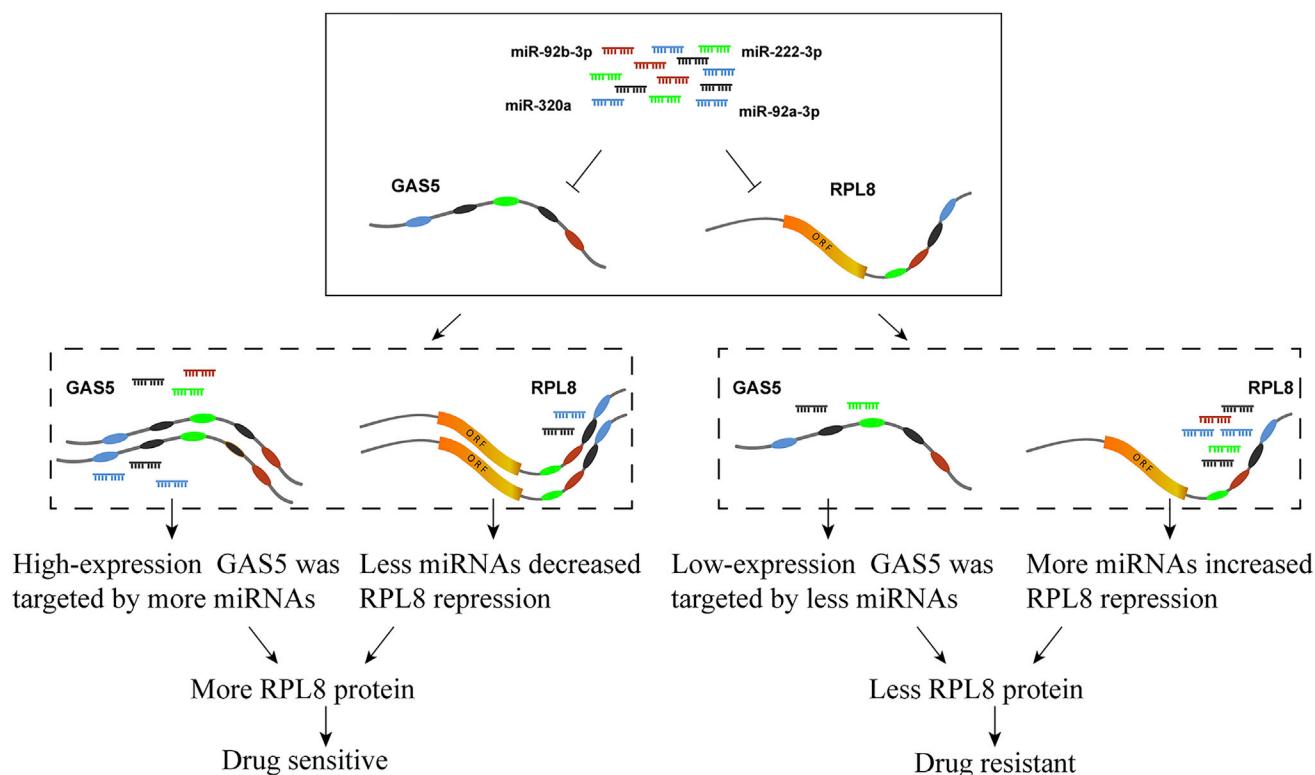 miR-92b-3p
miR-222-3p
miR-320a
miR-92a-3p
GAS5
RPL8
ORF
GAS5
RPL8
ORF
ORF
High-expression GAS5 was
targeted by more miRNAs
Less miRNAs decreased
RPL8 repression
More RPL8 protein
Drug sensitive
GAS5
RPL8
ORF
Low-expression GAS5 was
targeted by less miRNAs
More miRNAs increased
RPL8 repression
Less RPL8 protein
Drug resistant